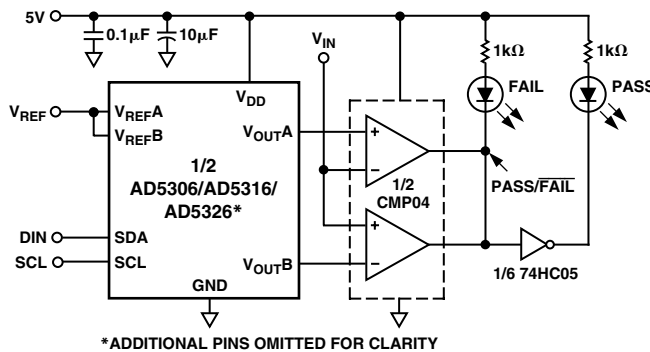 5V
0.1µF
10µF
VIN
1kΩ
1kΩ
FAIL
PASS
VDD
VREF
VREFA
VREFB
VOUTA
1/2
AD5306/AD5316/
AD5326*
1/2
CMP04
PASS/FAIL
DIN
SDA
SCL
SCL
VOUTB
GND
1/6 74HC05
*ADDITIONAL PINS OMITTED FOR CLARITY